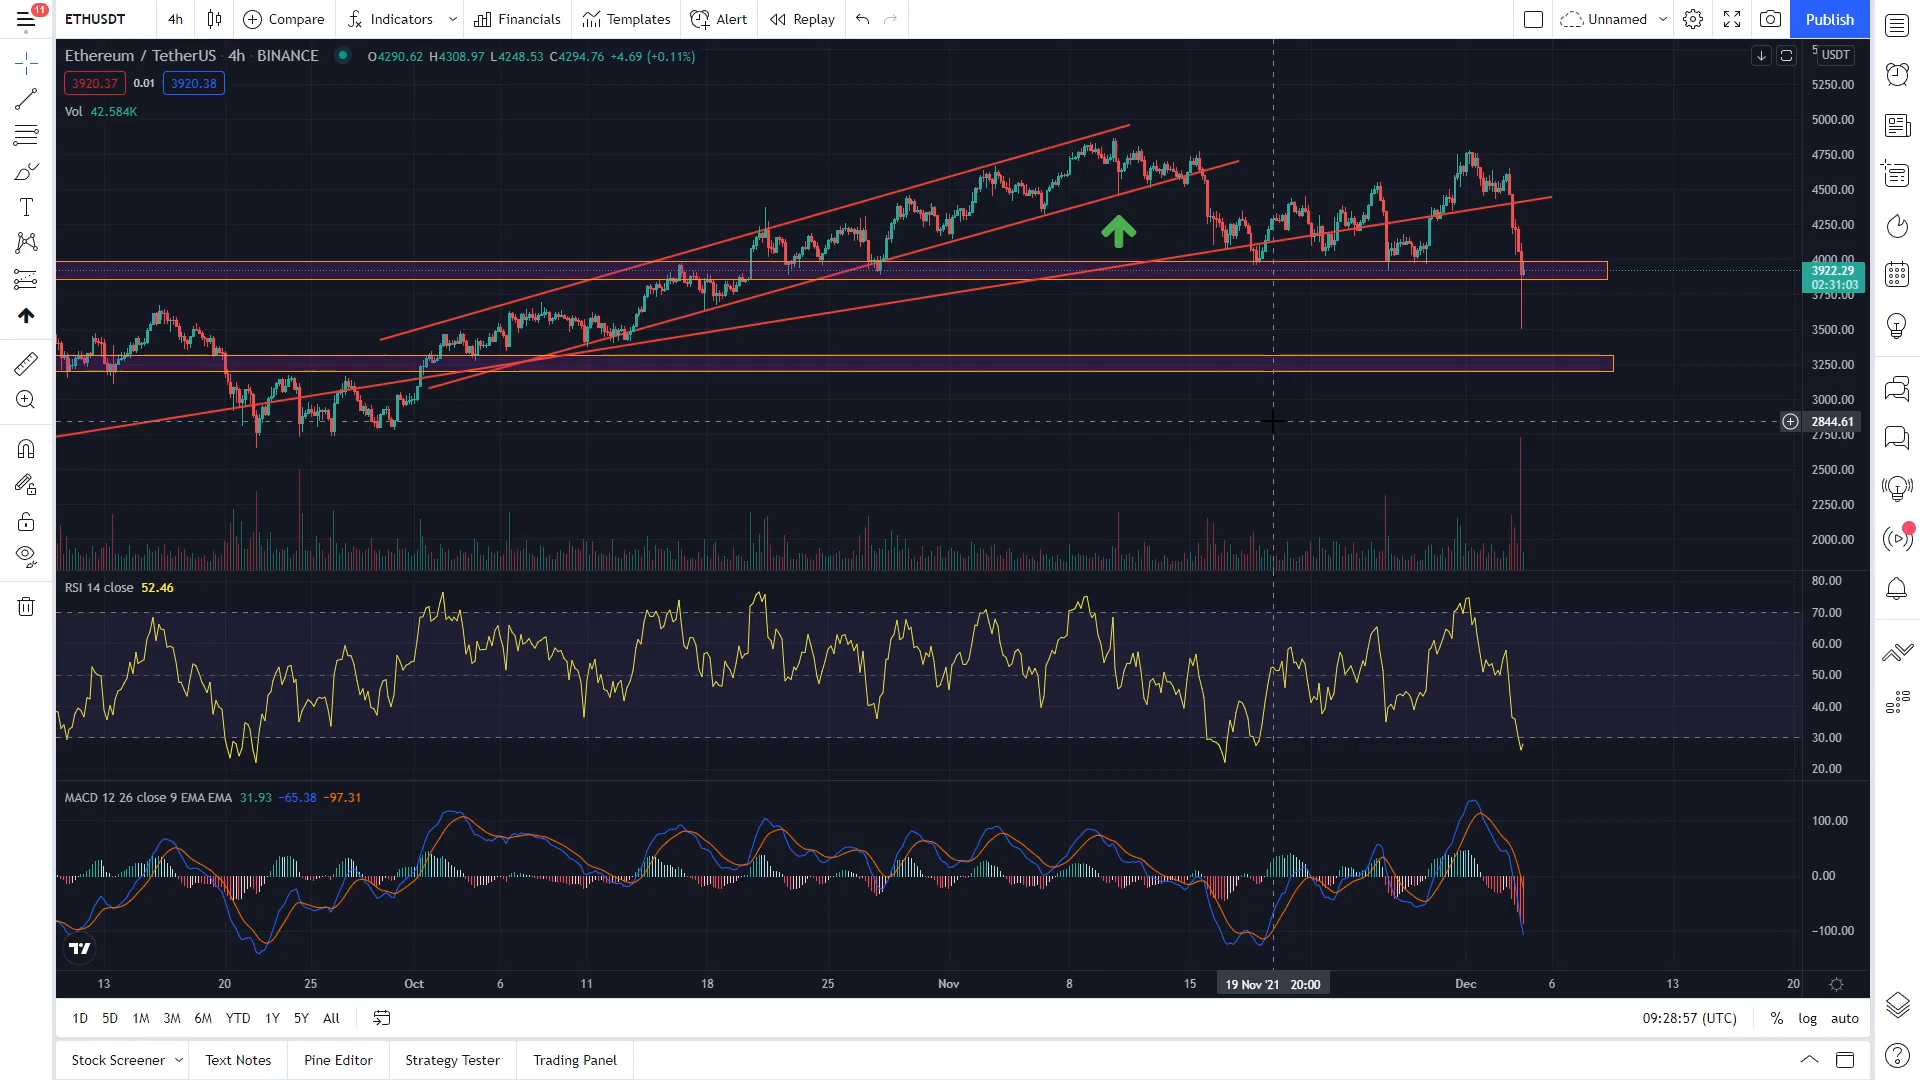 11
ETHUSDT 4h Compare Indicators Financials Templates Alert Replay Unnamed Publish
Ethereum / TetherUS · 4h · BINANCE O4290.62 H4308.97 L4248.53 C4294.76 +4.69 (+0.11%)
3920.37 0.01 3920.38
Vol 42.584K
USDT
5250.00
5000.00
4750.00
4500.00
4250.00
4000.00
3922.29
02:31:03
3750.00
3500.00
3250.00
3000.00
2844.61
2750.00
2500.00
2250.00
2000.00
RSI 14 close 52.46
80.00
70.00
60.00
50.00
40.00
30.00
20.00
MACD 12 26 close 9 EMA EMA 31.93 −65.38 −97.31
100.00
0.00
−100.00
13 20 25 Oct 6 11 18 25 Nov 8 15 19 Nov '21 20:00 Dec 6 13 20
1D 5D 1M 3M 6M YTD 1Y 5Y All 09:28:57 (UTC) % log auto
Stock Screener Text Notes Pine Editor Strategy Tester Trading Panel